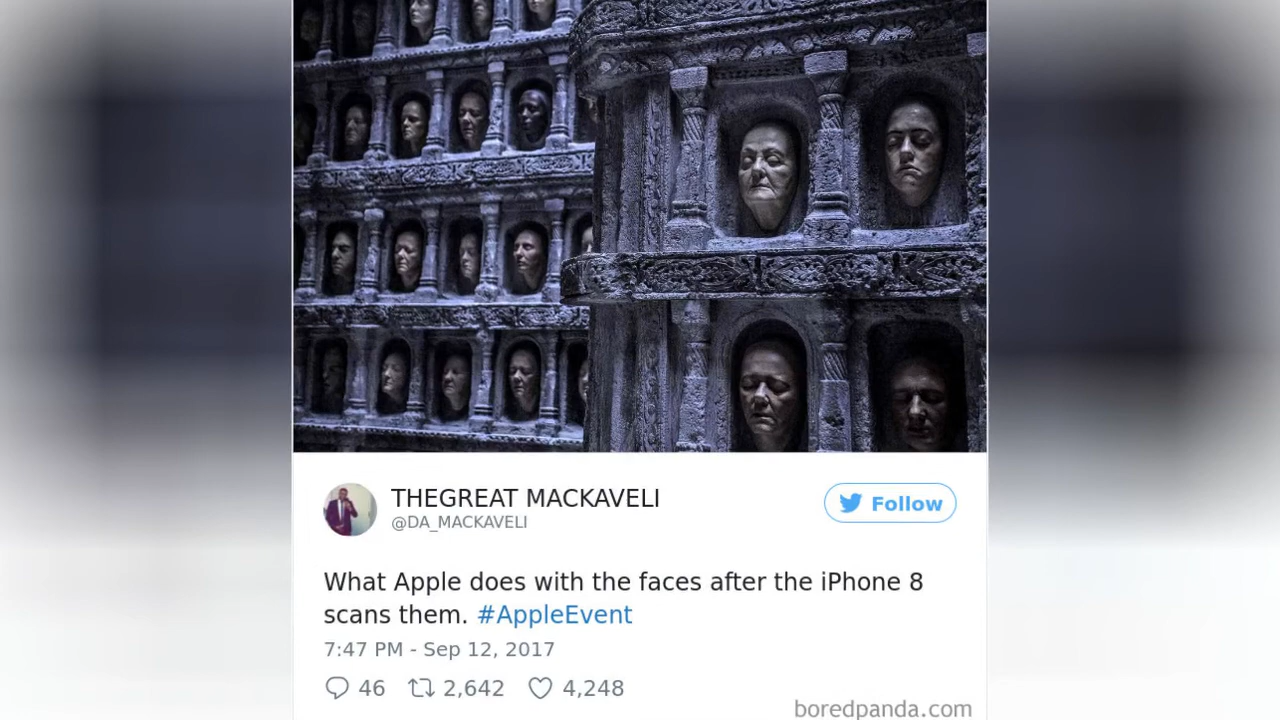 THEGREAT MACKAVELI
@DA_MACKAVELI
Follow
What Apple does with the faces after the iPhone 8
scans them. #AppleEvent
7:47 PM - Sep 12, 2017
46 2,642 4,248
boredpanda.com